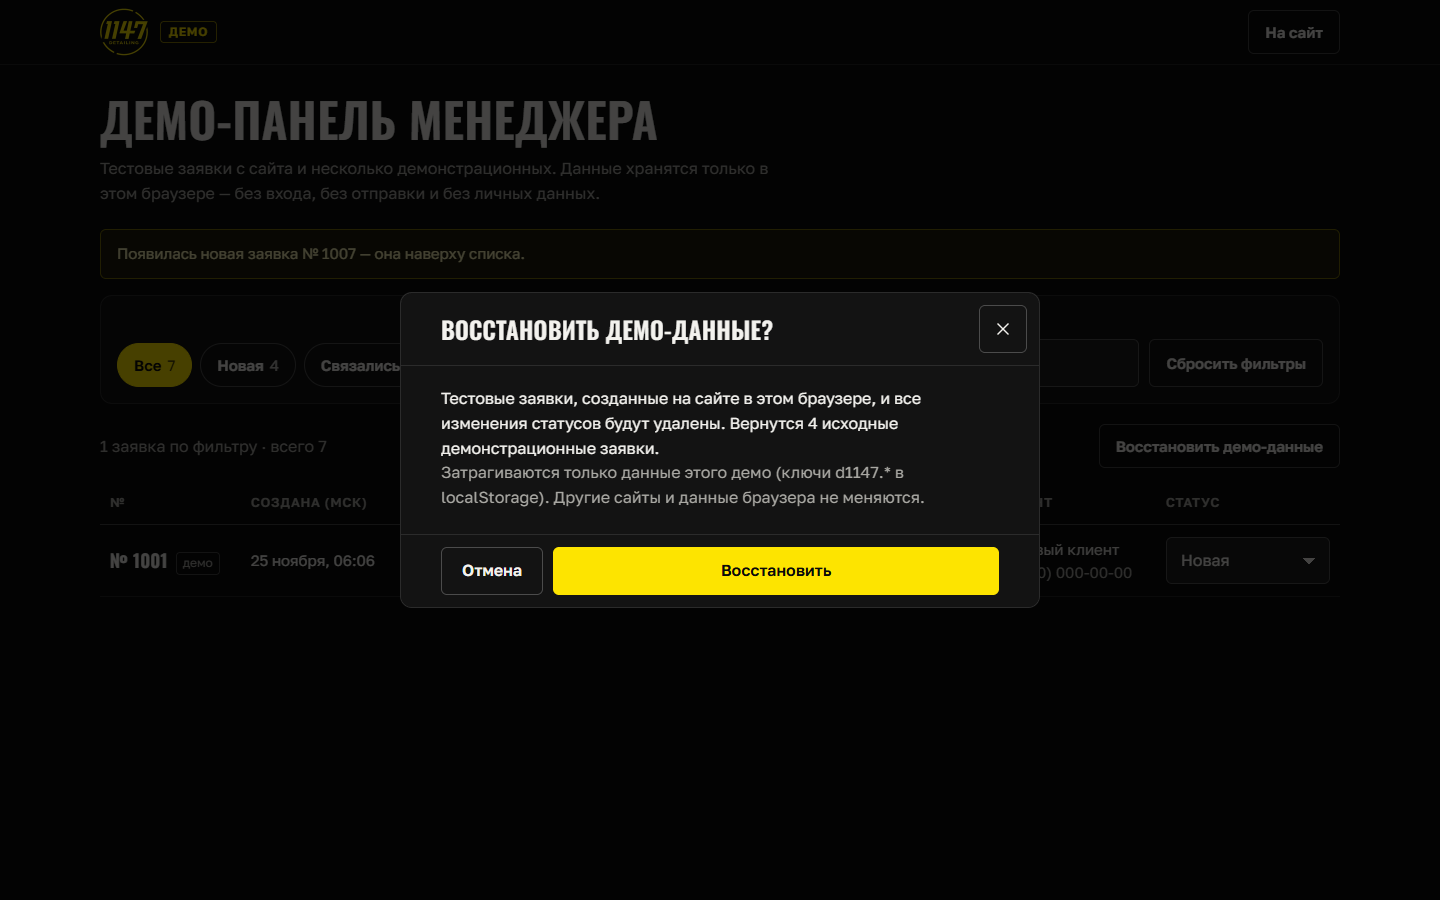 1147
DETAILING
ДЕМО
На сайт
ДЕМО-ПАНЕЛЬ МЕНЕДЖЕРА
Тестовые заявки с сайта и несколько демонстрационных. Данные хранятся только в
этом браузере — без входа, без отправки и без личных данных.
Появилась новая заявка № 1007 — она наверху списка.
ВОССТАНОВИТЬ ДЕМО-ДАННЫЕ?
Все 7
Новая 4
Связались
Сбросить фильтры
Тестовые заявки, созданные на сайте в этом браузере, и все
изменения статусов будут удалены. Вернутся 4 исходные
демонстрационные заявки.
Затрагиваются только данные этого демо (ключи d1147.* в
localStorage). Другие сайты и данные браузера не меняются.
Отмена
Восстановить
1 заявка по фильтру · всего 7
Восстановить демо-данные
№
СОЗДАНА (МСК)
СТАТУС
№ 1001
демо
25 ноября, 06:06
клиент
000-00-00
Новая